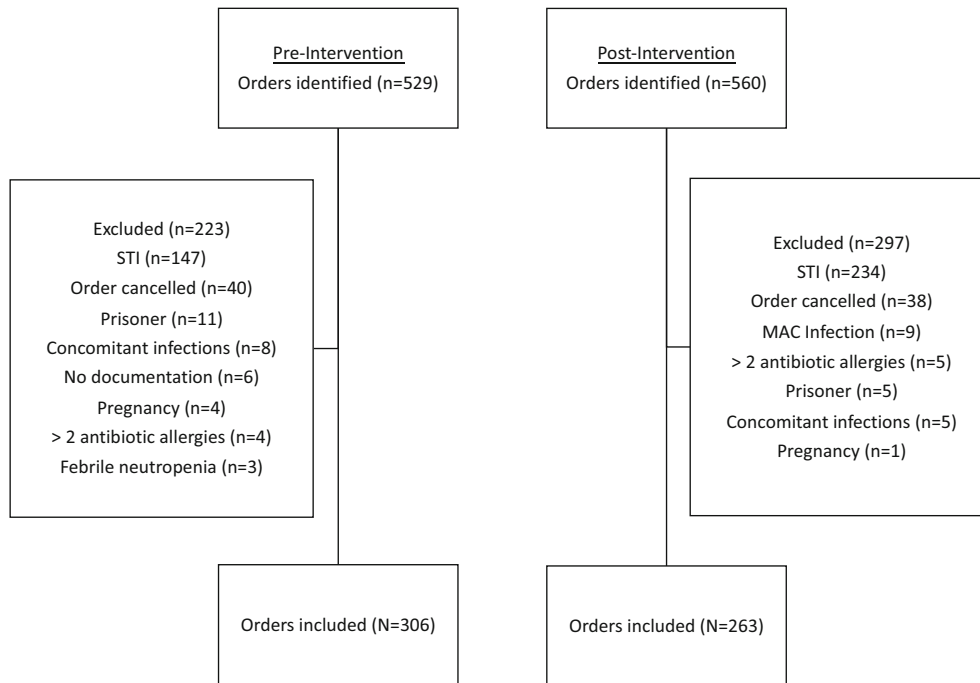 Pre-Intervention
Orders identified (n=529)
Post-Intervention
Orders identified (n=560)
Excluded (n=223)
STI (n=147)
Order cancelled (n=40)
Prisoner (n=11)
Concomitant infections (n=8)
No documentation (n=6)
Pregnancy (n=4)
> 2 antibiotic allergies (n=4)
Febrile neutropenia (n=3)
Excluded (n=297)
STI (n=234)
Order cancelled (n=38)
MAC Infection (n=9)
> 2 antibiotic allergies (n=5)
Prisoner (n=5)
Concomitant infections (n=5)
Pregnancy (n=1)
Orders included (N=306)
Orders included (N=263)